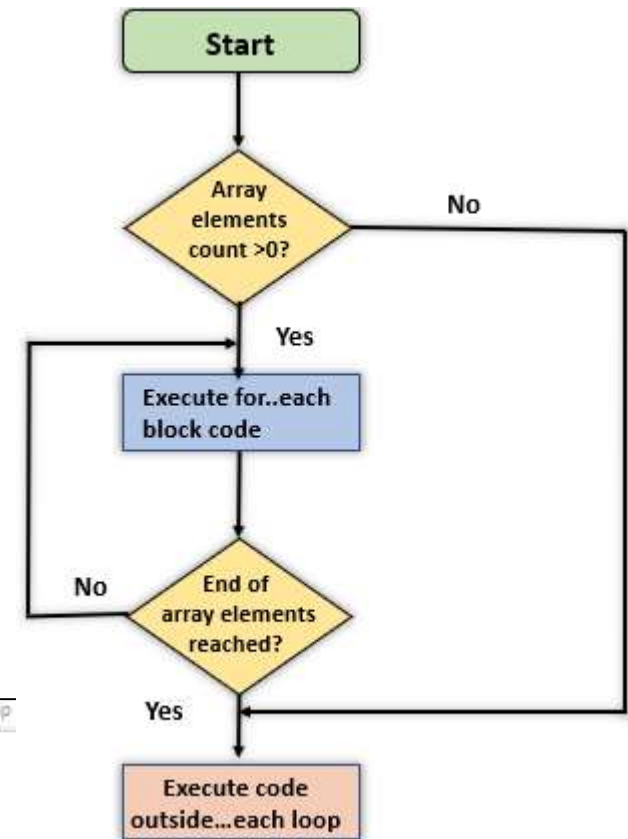 Start
Array
elements
count >0?
No
Yes
Execute for..each
block code
No
End of
array elements
reached?
Yes
Execute code
outside...each loop